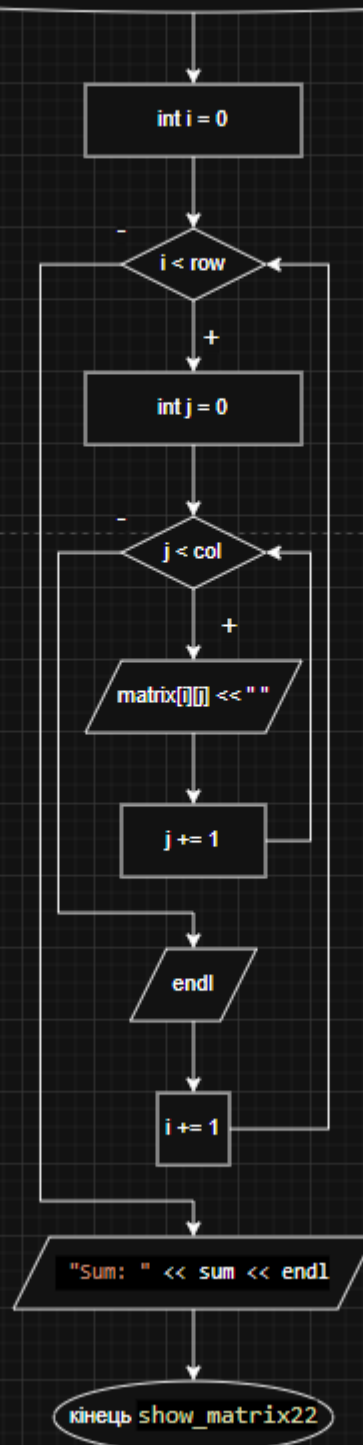 int i = 0
-
i < row
+
int j = 0
-
j < col
+
matrix[i][j] << " "
j += 1
endl
i += 1
"Sum: " << sum << endl
кінець show_matrix22